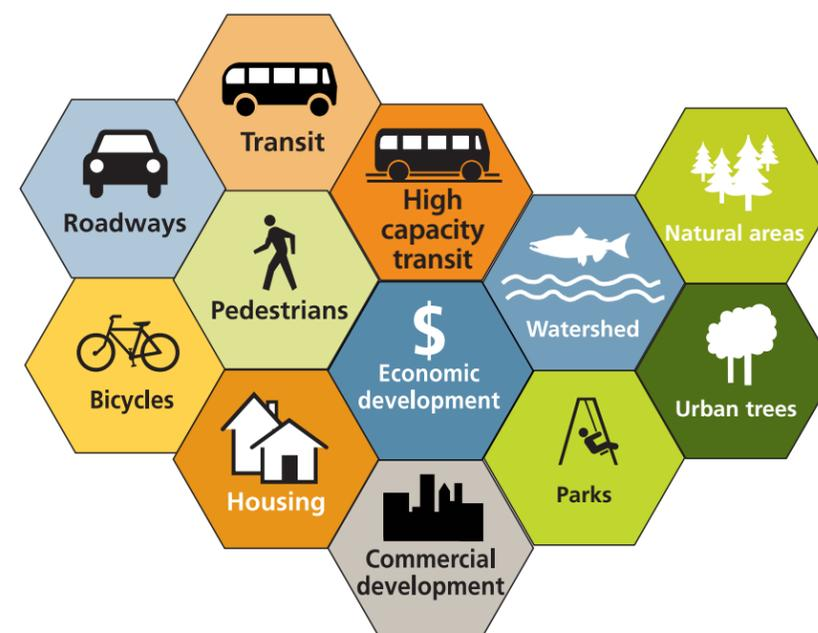 Transit
Roadways
High
capacity
transit
Natural areas
Pedestrians
Watershed
$
Economic
development
Bicycles
Urban trees
Housing
Parks
Commercial
development